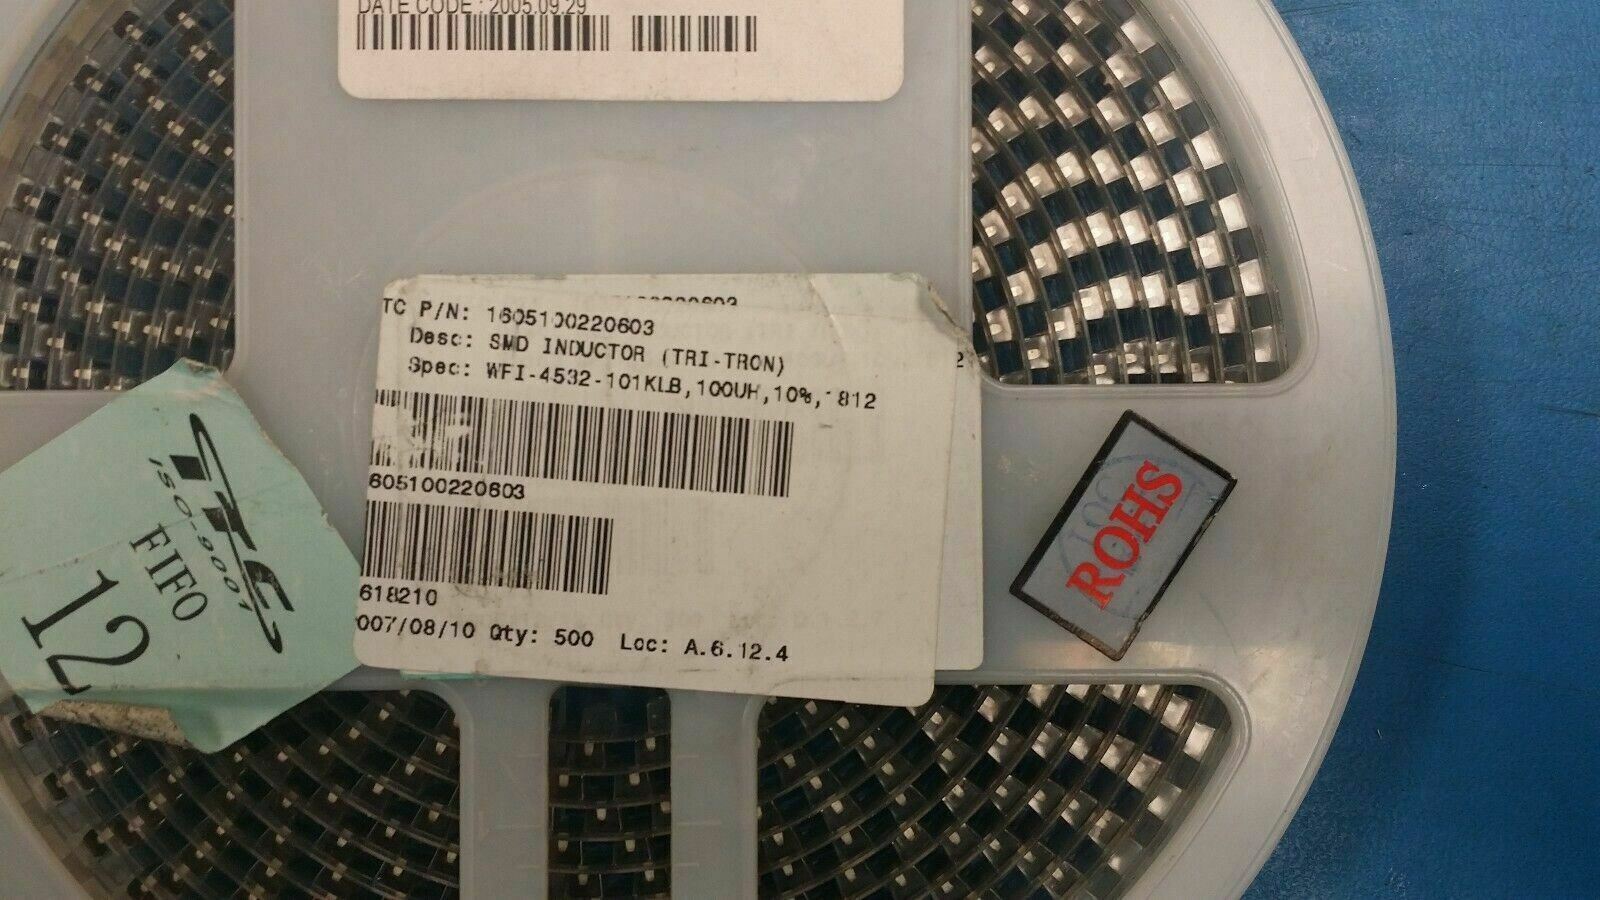 DATE CODE : 2005.09.29
TC P/N: 1605100220603
Desc: SMD INDUCTOR (TRI-TRON)
Spec: WFI-4532-101KLB,100UH,10%,1812
605100220603
618210
007/08/10 Qty: 500 Loc: A.6.12.4
ITC
ISO-9001
FIFO
12
ROHS